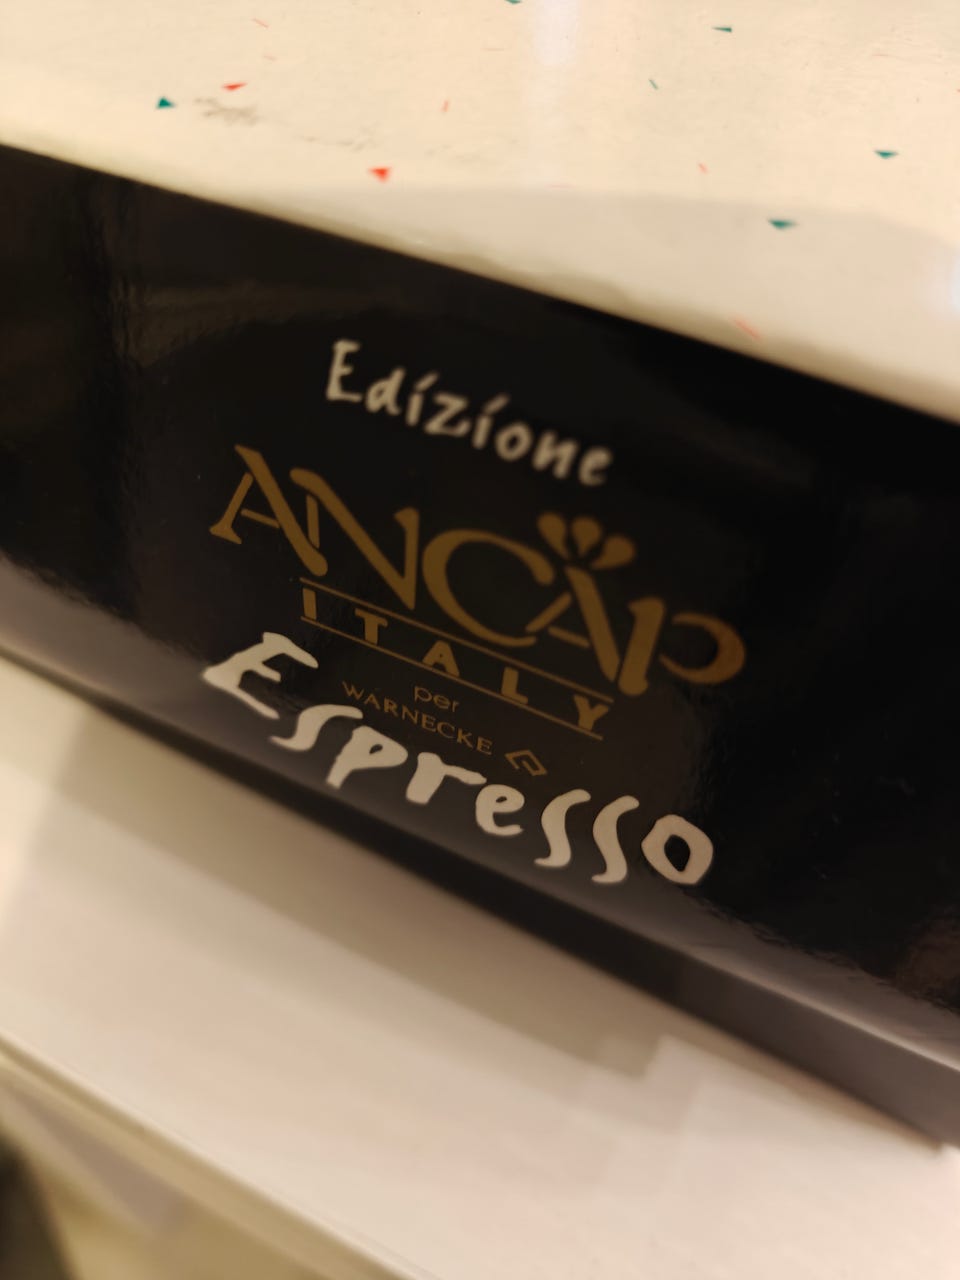 Edizione
ANCAP
ITALY
per
WARNECKE
Espresso